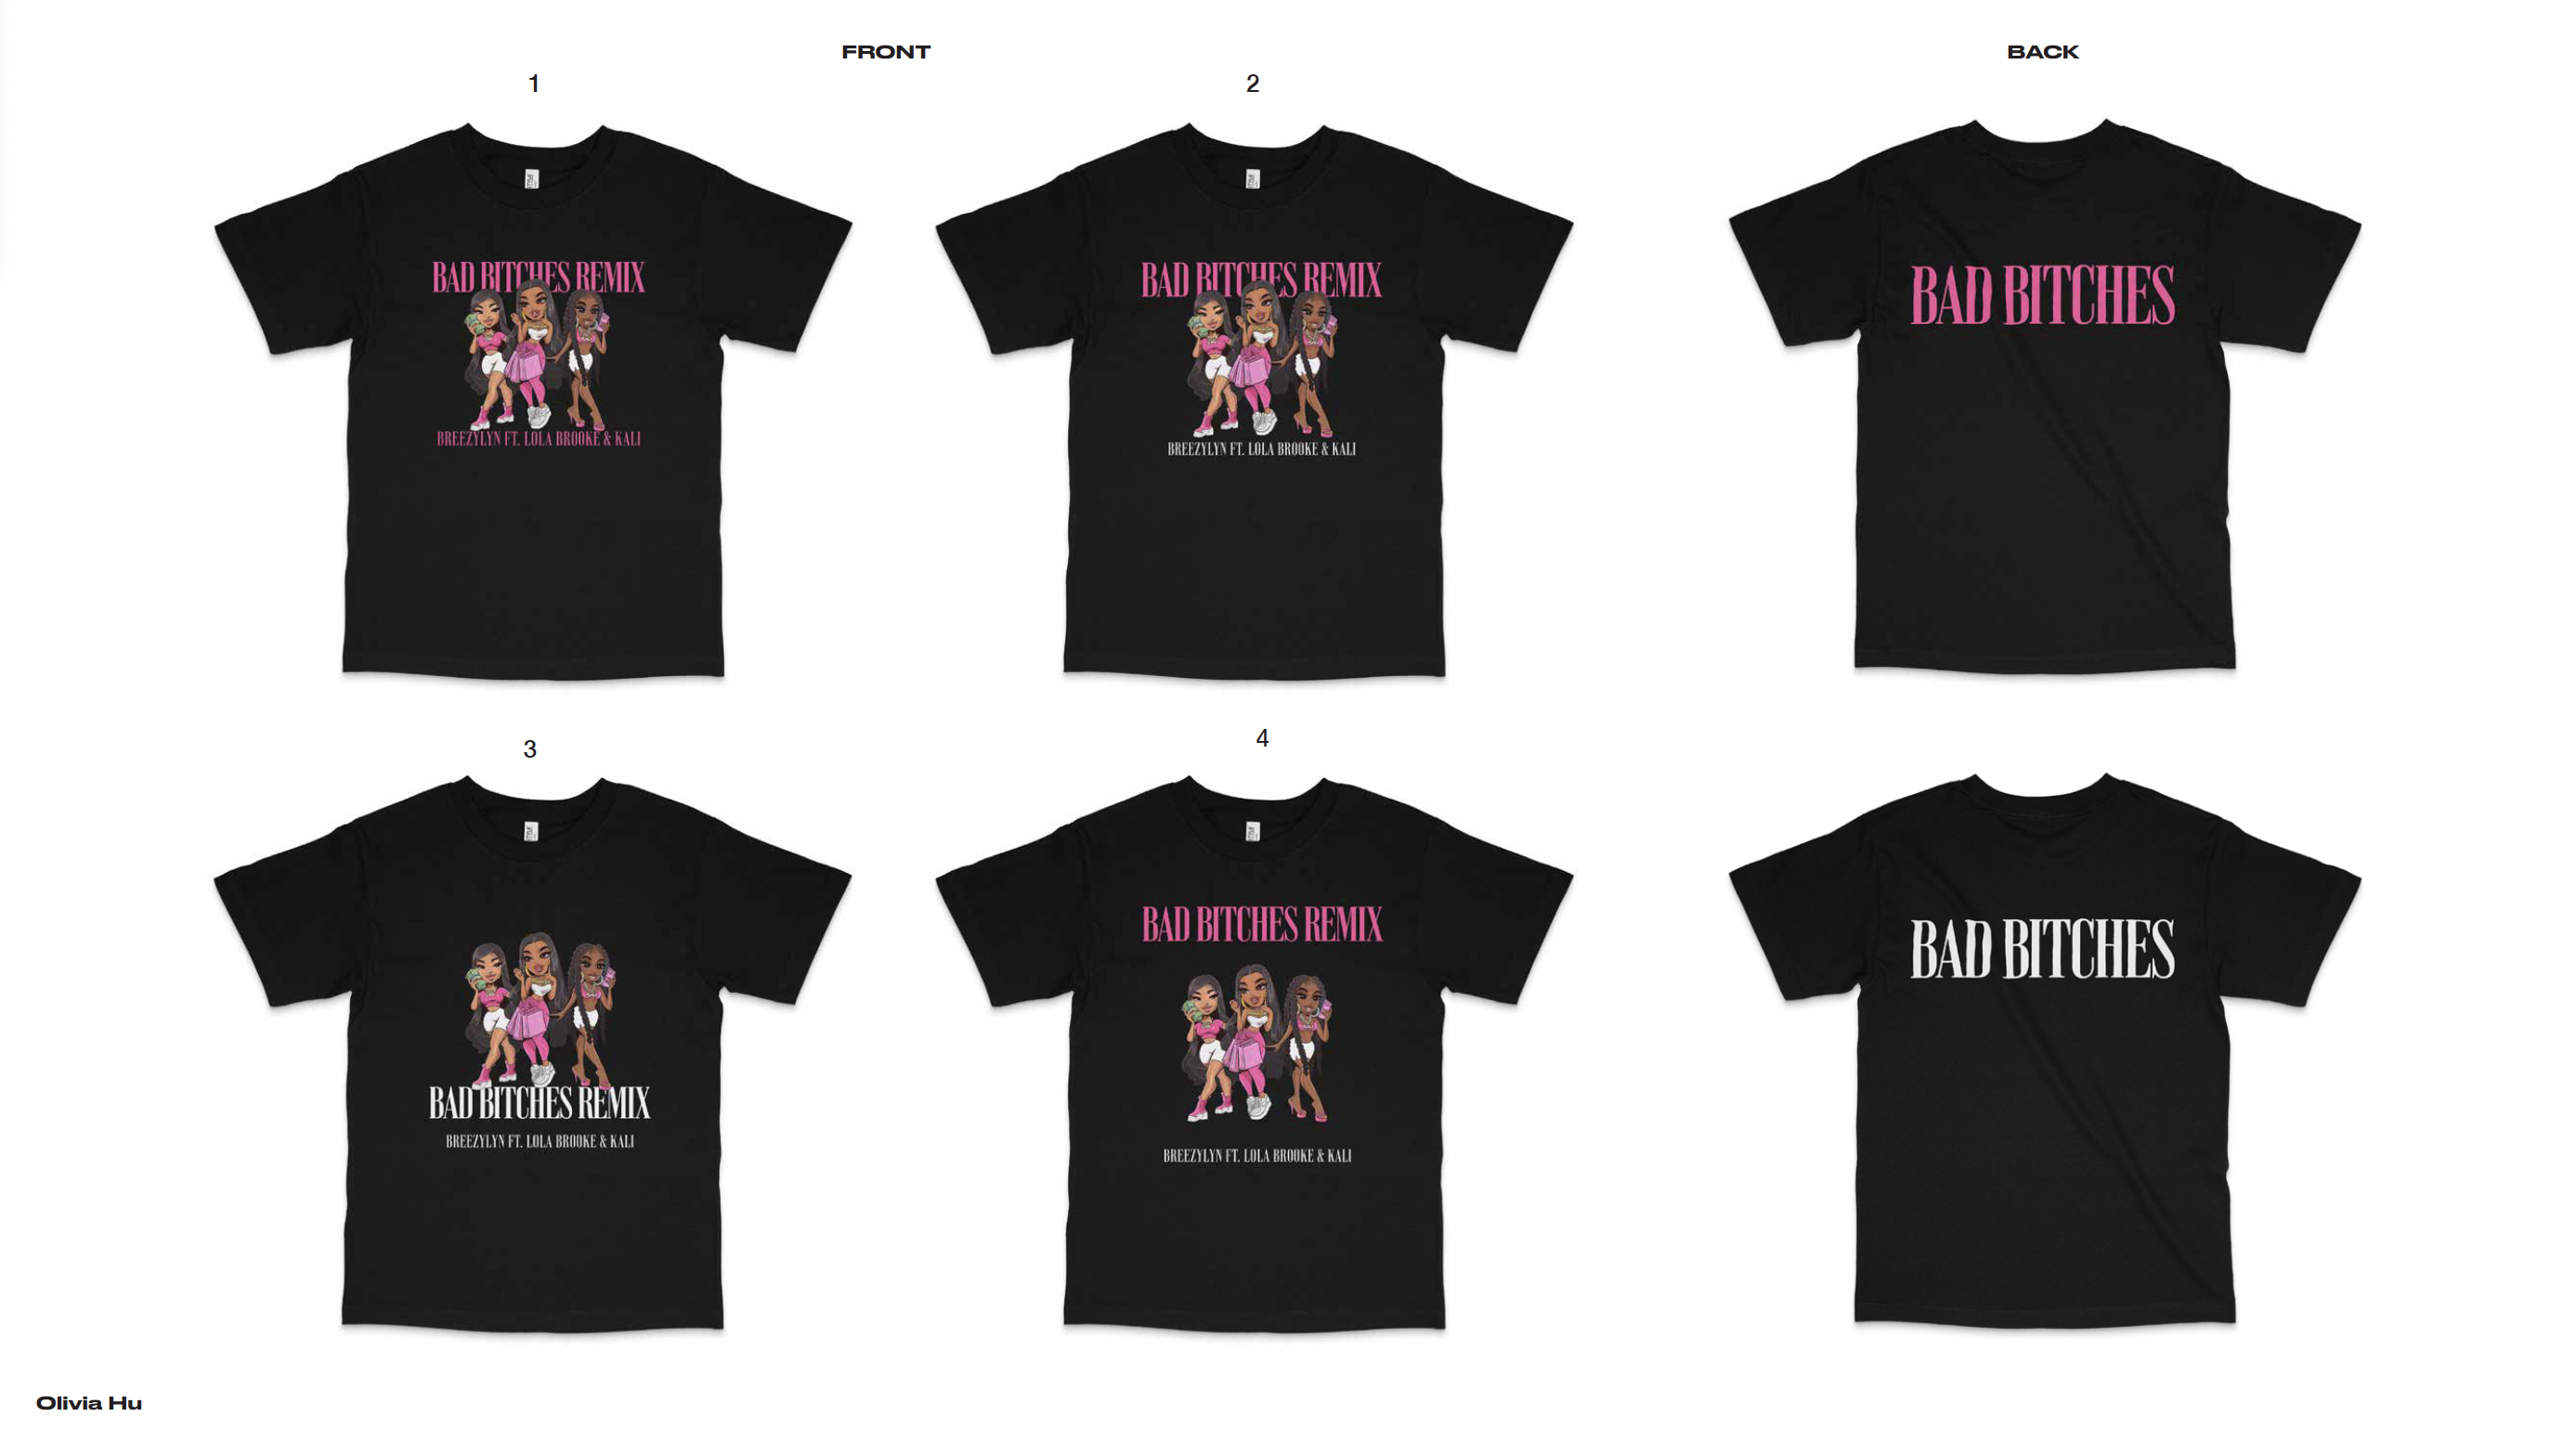 FRONT
BACK
1
2
BAD BITCHES REMIX
BREEZYLYN FT. LOLA BROOKE & KALI
BAD BITCHES REMIX
BREEZYLYN FT. LOLA BROOKE & KALI
BAD BITCHES
3
4
BAD BITCHES REMIX
BREEZYLYN FT. LOLA BROOKE & KALI
BAD BITCHES REMIX
BREEZYLYN FT. LOLA BROOKE & KALI
BAD BITCHES
Olivia Hu